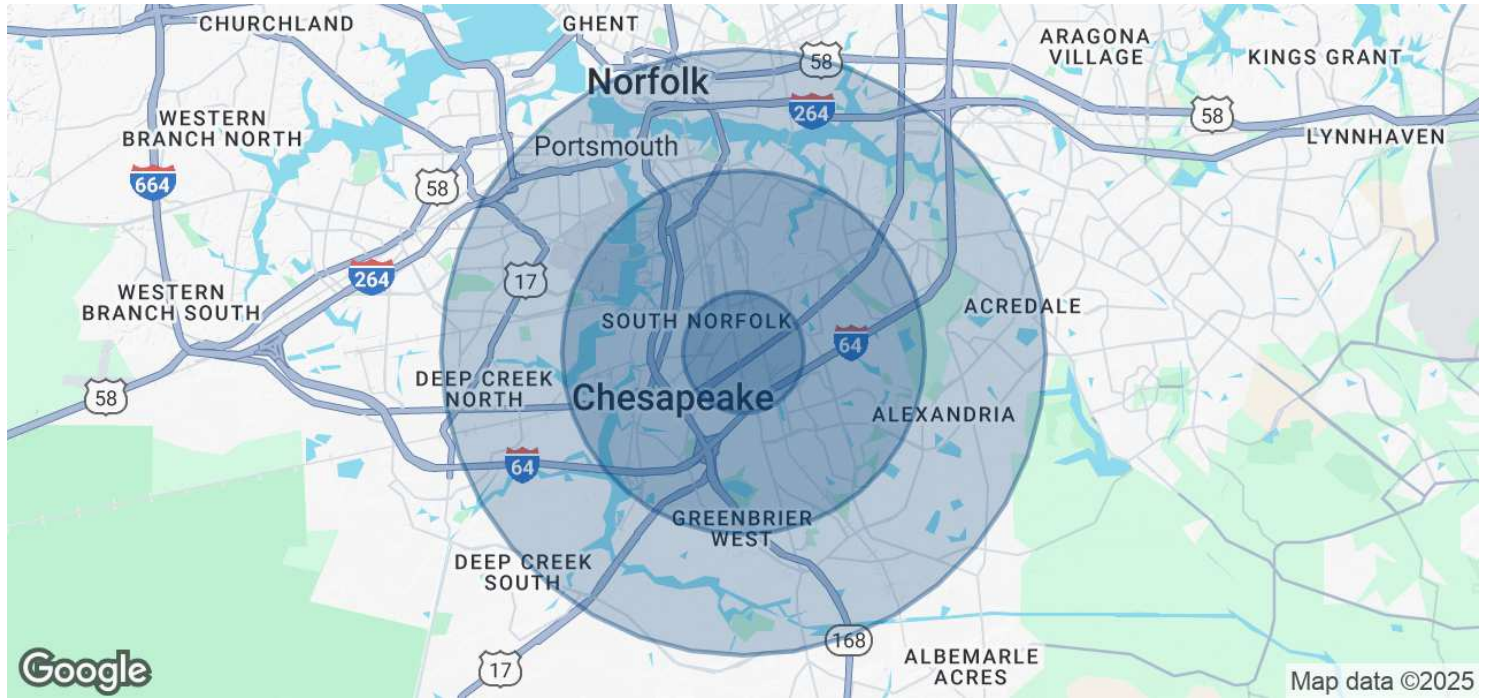 CHURCHLAND
GHENT
ARAGONA
VILLAGE
KINGS GRANT
58
Norfolk
264
58
WESTERN
BRANCH NORTH
LYNNHAVEN
Portsmouth
664
58
264
17
WESTERN
BRANCH SOUTH
SOUTH NORFOLK
ACREDALE
64
DEEP CREEK
NORTH
58
Chesapeake
ALEXANDRIA
64
GREENBRIER
WEST
DEEP CREEK
SOUTH
168
17
ALBEMARLE
ACRES
Google
Map data ©2025